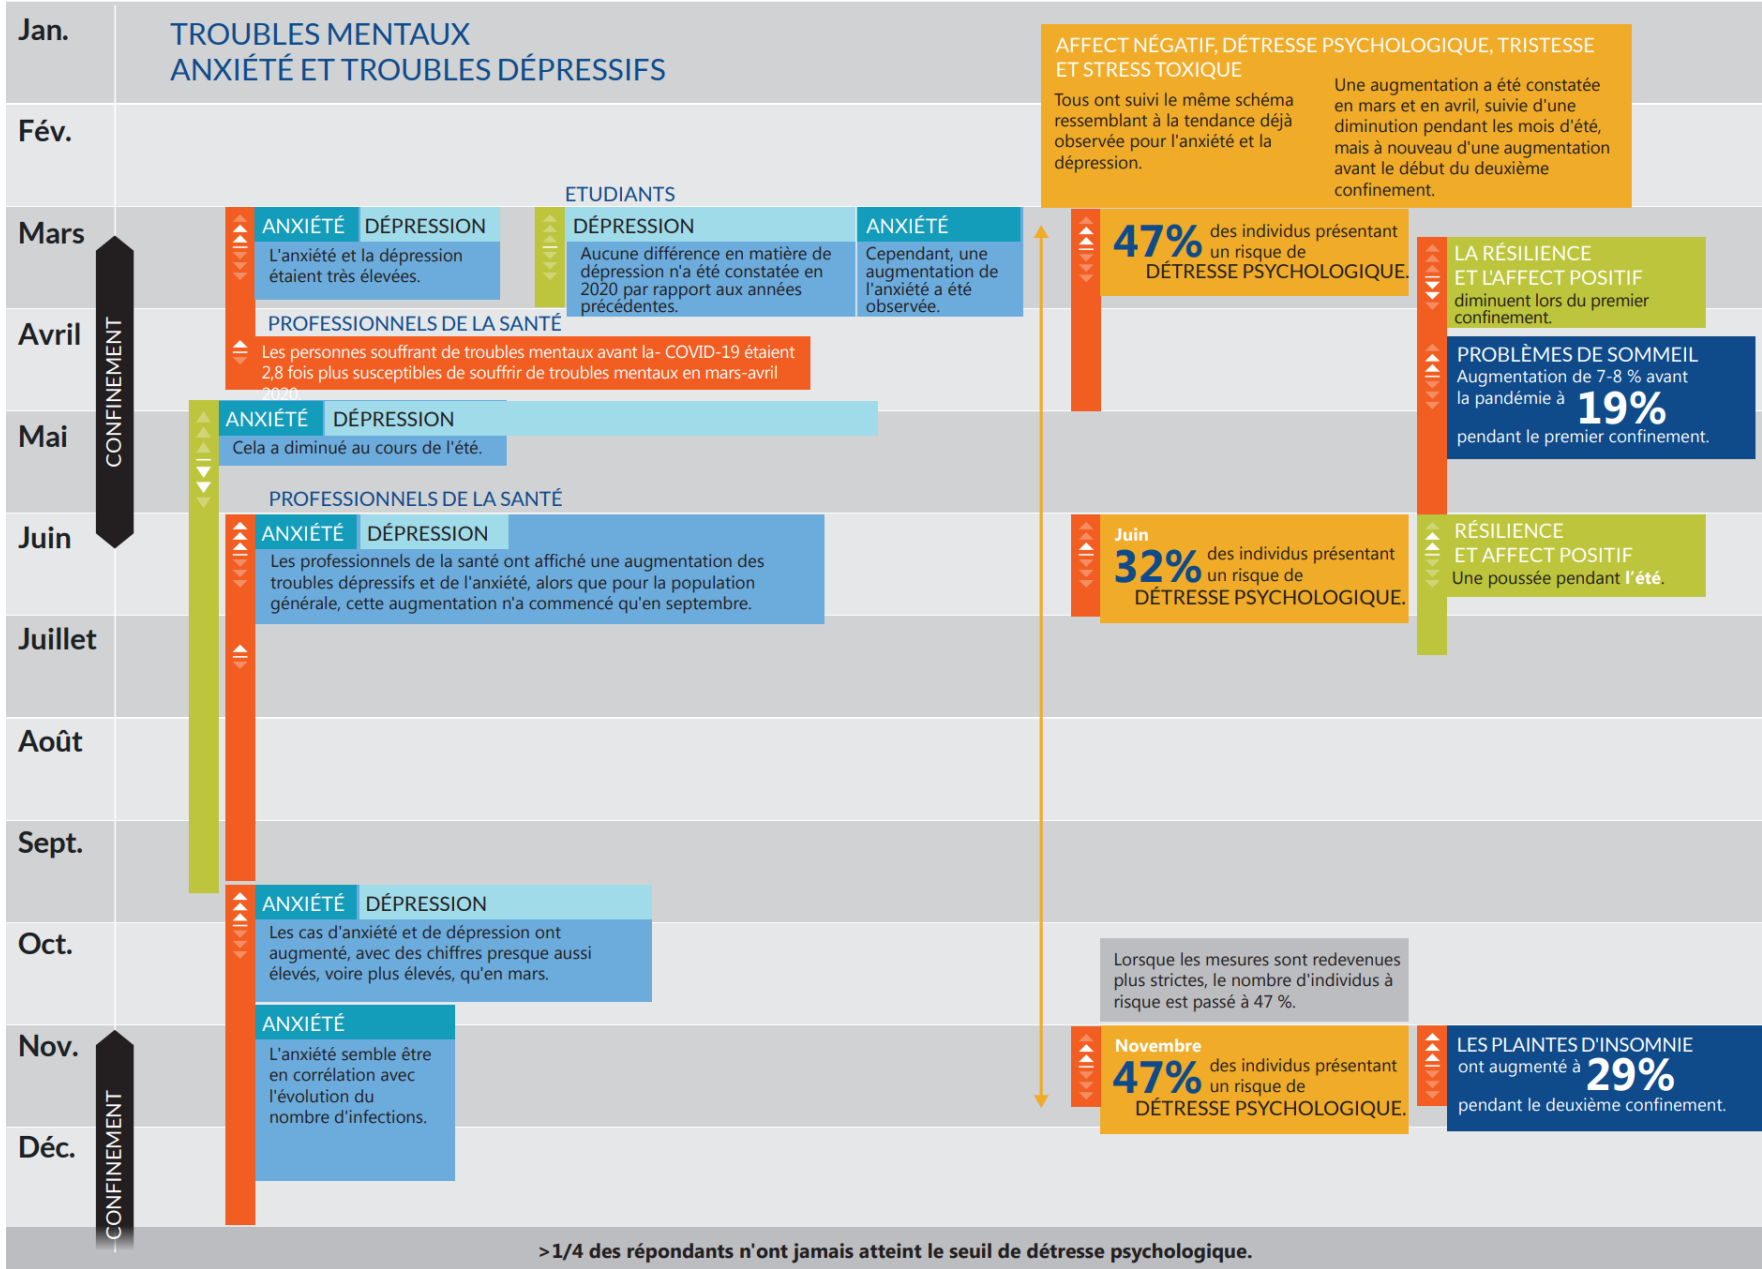 Jan.
TROUBLES MENTAUX
ANXIÉTÉ ET TROUBLES DÉPRESSIFS
AFFECT NÉGATIF, DÉTRESSE PSYCHOLOGIQUE, TRISTESSE
ET STRESS TOXIQUE
Tous ont suivi le même schéma
ressemblant à la tendance déjà
observée pour l'anxiété et la
dépression.
Une augmentation a été constatée
en mars et en avril, suivie d'une
diminution pendant les mois d'été,
mais à nouveau d'une augmentation
avant le début du deuxième
confinement.
Fév.
Mars
ANXIÉTÉ
DÉPRESSION
L'anxiété et la dépression
étaient très élevées.
ETUDIANTS
DÉPRESSION
Aucune différence en matière de
dépression n'a été constatée en
2020 par rapport aux années
précédentes.
ANXIÉTÉ
Cependant, une
augmentation de
l'anxiété a été
observée.
47% des individus présentant
un risque de
DÉTRESSE PSYCHOLOGIQUE.
LA RÉSILIENCE
ET L'AFFECT POSITIF
diminuent lors du premier
confinement.
Avril
CONFINEMENT
PROFESSIONNELS DE LA SANTÉ
Les personnes souffrant de troubles mentaux avant la- COVID-19 étaient
2,8 fois plus susceptibles de souffrir de troubles mentaux en mars-avril
2020.
PROBLÈMES DE SOMMEIL
Augmentation de 7-8 % avant
la pandémie à 19%
pendant le premier confinement.
Mai
ANXIÉTÉ
DÉPRESSION
Cela a diminué au cours de l'été.
Juin
PROFESSIONNELS DE LA SANTÉ
ANXIÉTÉ
DÉPRESSION
Les professionnels de la santé ont affiché une augmentation des
troubles dépressifs et de l'anxiété, alors que pour la population
générale, cette augmentation n'a commencé qu'en septembre.
Juin
32% des individus présentant
un risque de
DÉTRESSE PSYCHOLOGIQUE.
RÉSILIENCE
ET AFFECT POSITIF
Une poussée pendant l'été.
Juillet
Août
Sept.
ANXIÉTÉ
DÉPRESSION
Les cas d'anxiété et de dépression ont
augmenté, avec des chiffres presque aussi
élevés, voire plus élevés, qu'en mars.
Oct.
Lorsque les mesures sont redevenues
plus strictes, le nombre d'individus à
risque est passé à 47 %.
Nov.
ANXIÉTÉ
L'anxiété semble être
en corrélation avec
l'évolution du
nombre d'infections.
Novembre
47% des individus présentant
un risque de
DÉTRESSE PSYCHOLOGIQUE.
LES PLAINTES D'INSOMNIE
ont augmenté à 29%
pendant le deuxième confinement.
Déc.
CONFINEMENT
>1/4 des répondants n'ont jamais atteint le seuil de détresse psychologique.